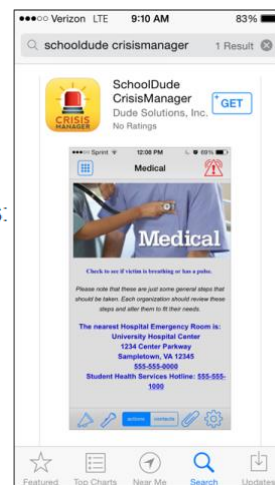 ●●●○○ Verizon LTE 9:10 AM 83%
schooldude crisismanager 1 Result
s:
SchoolDude
CrisisManager
Dude Solutions, Inc.
No Ratings
+GET
CRISIS
MANAGER
●●●○○ Sprint 12:08 PM 69%
Medical
Medical
Check to see if victim is breathing or has a pulse.
Please note that these are just some general steps that
should be taken. Each organization should review these
steps and alter them to fit their needs.
The nearest Hospital Emergency Room is:
University Hospital Center
1234 Center Parkway
Sampletown, VA 12345
555-555-0000
Student Health Services Hotline: 555-555-
1000
actions contacts
Featured Top Charts Near Me Search Updates